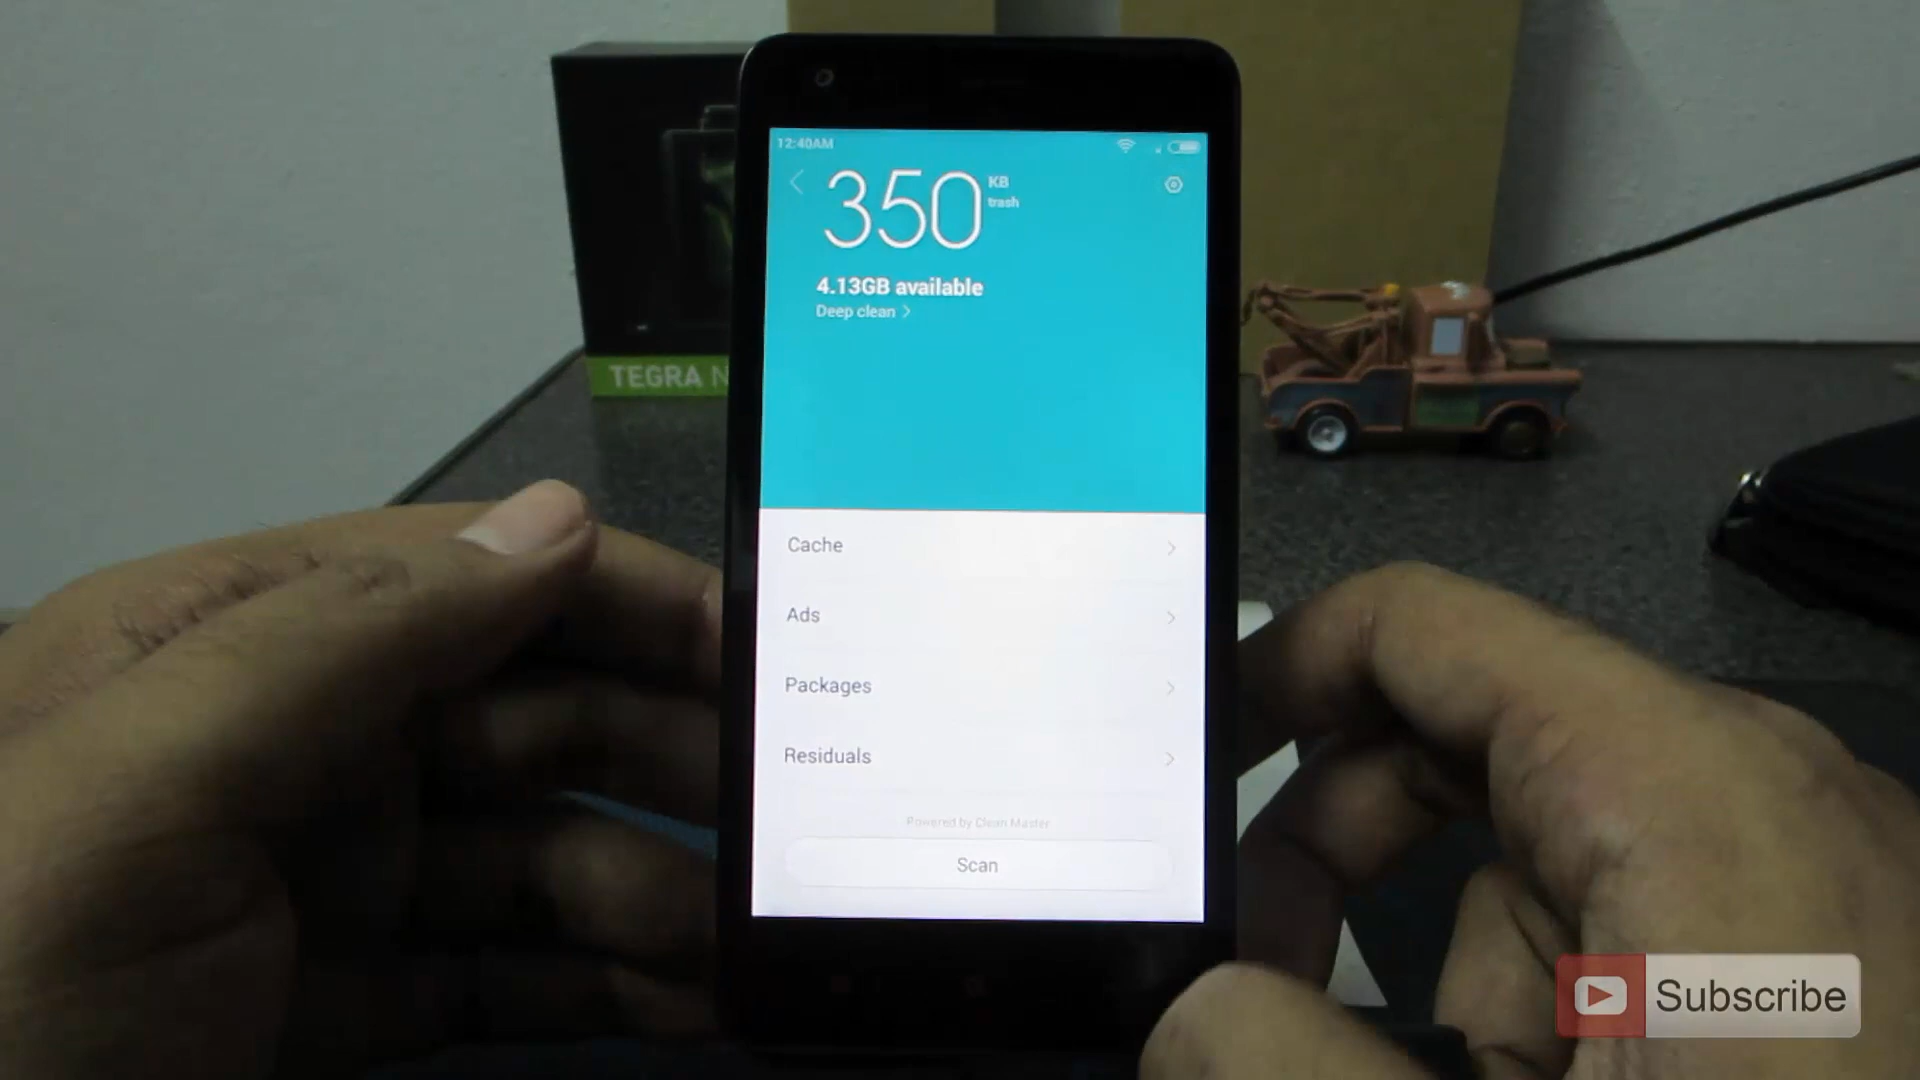 TEGRA N
12:40AM
350 KB
trash
4.13GB available
Deep clean >
Cache
Ads
Packages
Residuals
Powered by Clean Master
Scan
Subscribe